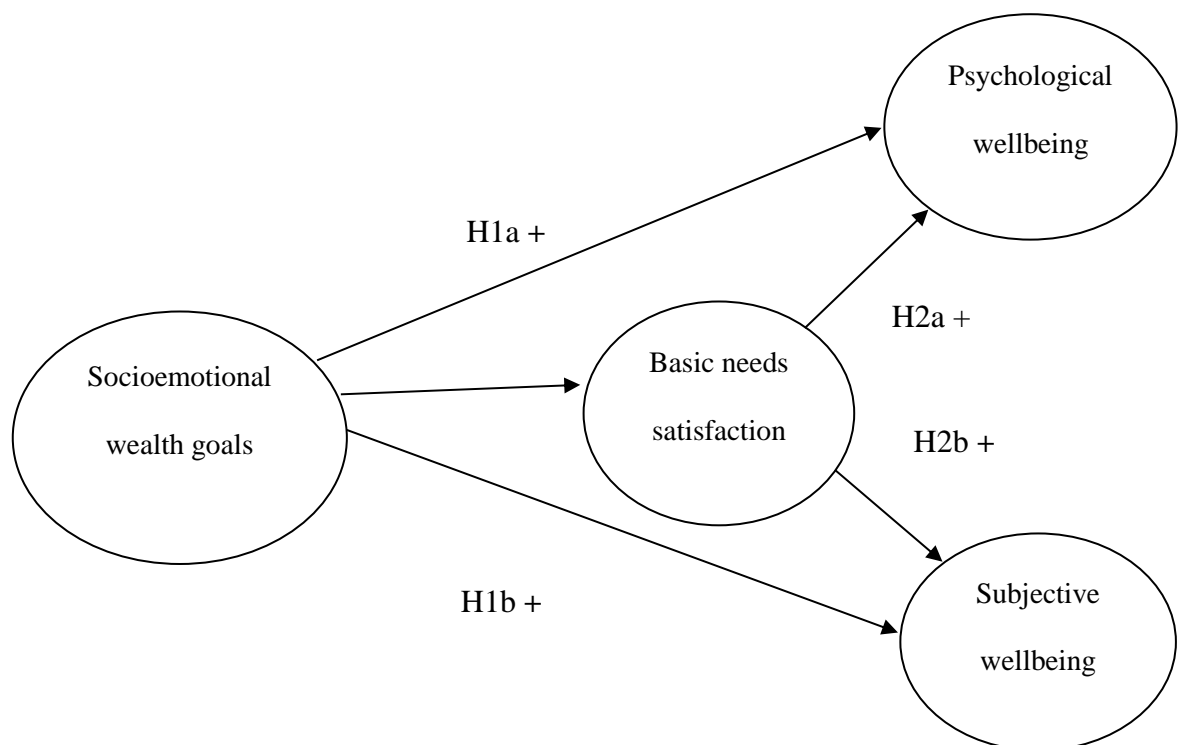 Psychological
wellbeing
H1a +
H2a +
Socioemotional
wealth goals
Basic needs
satisfaction
H2b +
H1b +
Subjective
wellbeing